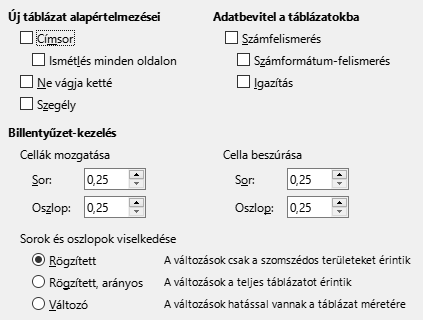 Új táblázat alapértelmezései
Címsor
Ismétlés minden oldalon
Ne vágja ketté
Szegély
Adatbevitel a táblázatokba
Számfelismerés
Számformátum-felismerés
Igazítás
Billentyűzet-kezelés
Cellák mozgatása
Sor: 0,25
Oszlop: 0,25
Cella beszúrása
Sor: 0,25
Oszlop: 0,25
Sorok és oszlopok viselkedése
Rögzített A változások csak a szomszédos területeket érintik
Rögzített, arányos A változások a teljes táblázatot érintik
Változó A változások hatással vannak a táblázat méretére